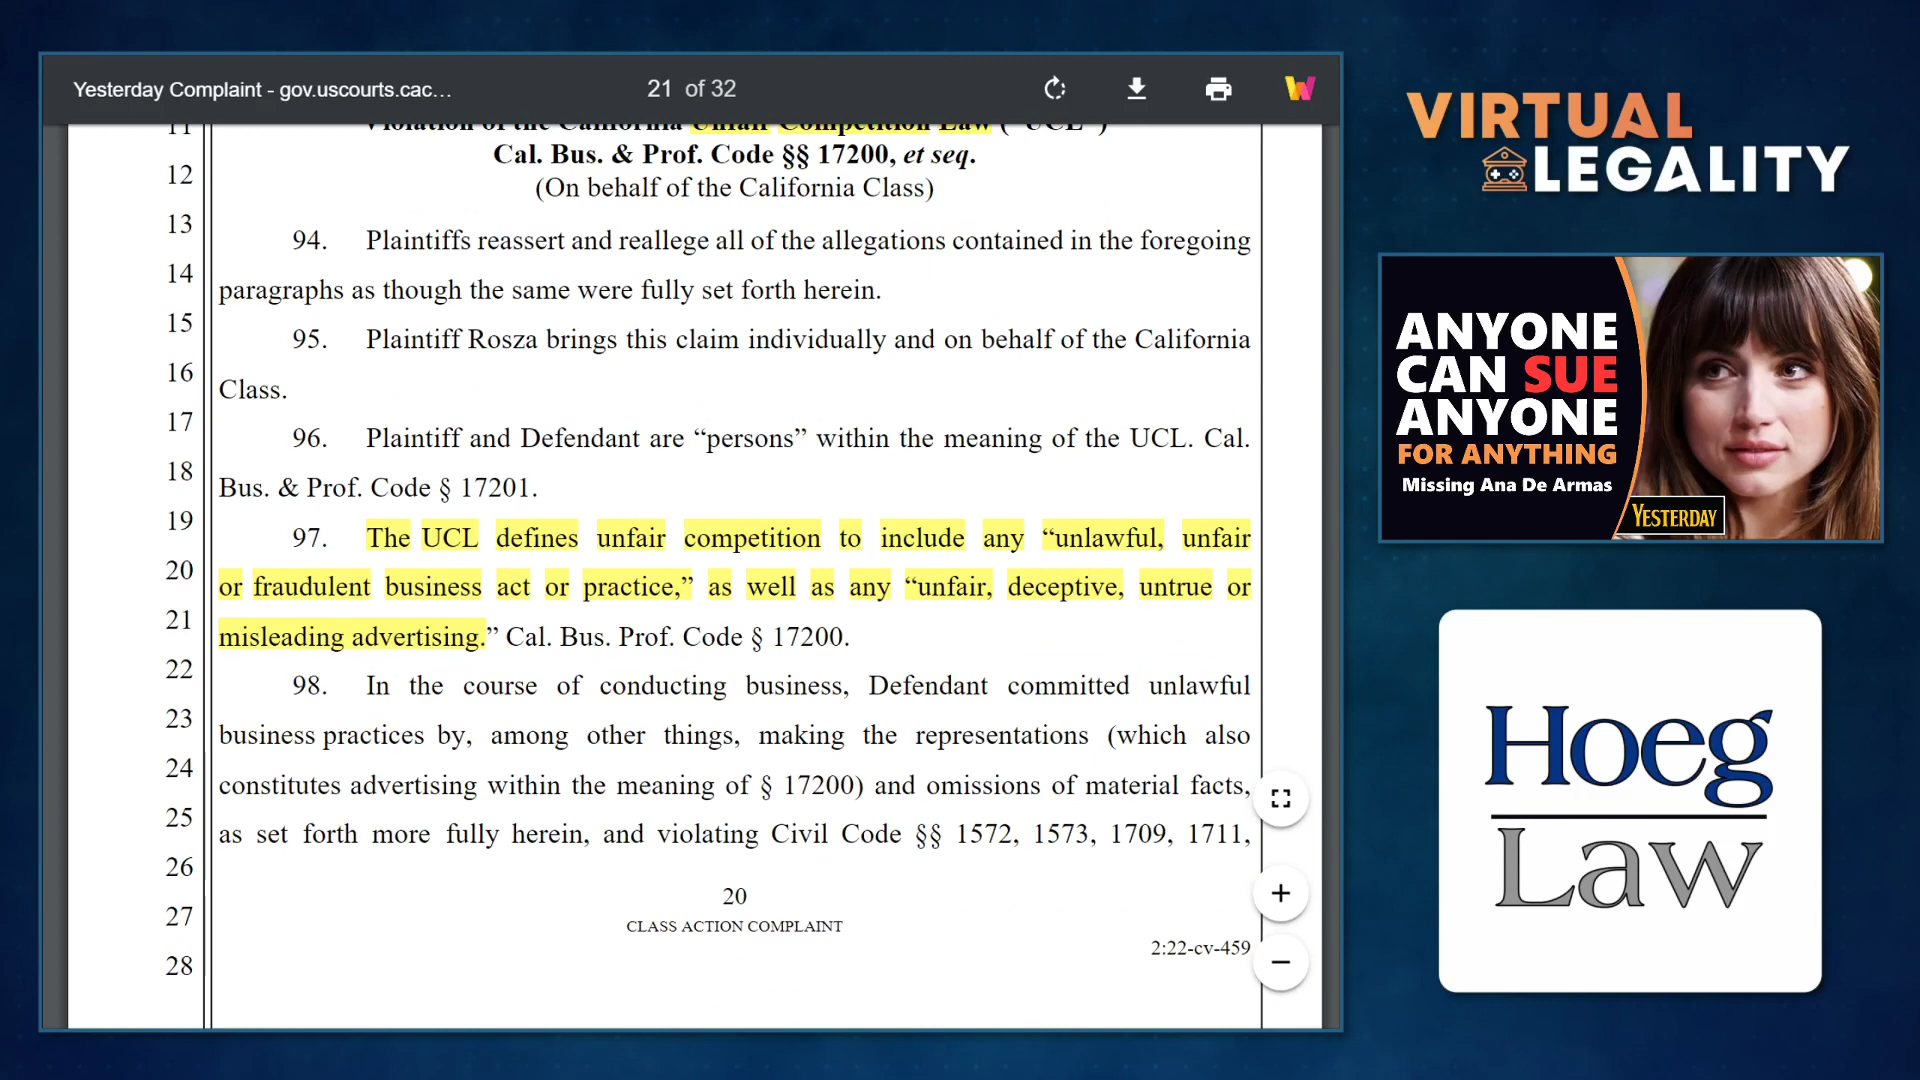 Yesterday Complaint - gov.uscourts.cac...
21 of 32
11 Violation of the California Unfair Competition Law ("UCL")
Cal. Bus. & Prof. Code §§ 17200, et seq.
12
(On behalf of the California Class)
13
94. Plaintiffs reassert and reallege all of the allegations contained in the foregoing
14
paragraphs as though the same were fully set forth herein.
15
95. Plaintiff Rosza brings this claim individually and on behalf of the California
16
Class.
17
96. Plaintiff and Defendant are “persons” within the meaning of the UCL. Cal.
18
Bus. & Prof. Code § 17201.
19
97. The UCL defines unfair competition to include any “unlawful, unfair
20
or fraudulent business act or practice,” as well as any “unfair, deceptive, untrue or
21
misleading advertising.” Cal. Bus. Prof. Code § 17200.
22
98. In the course of conducting business, Defendant committed unlawful
23
business practices by, among other things, making the representations (which also
24
constitutes advertising within the meaning of § 17200) and omissions of material facts,
25
as set forth more fully herein, and violating Civil Code §§ 1572, 1573, 1709, 1711,
26
20
27
CLASS ACTION COMPLAINT
2:22-cv-459
28
VIRTUAL
LEGALITY
ANYONE
CAN SUE
ANYONE
FOR ANYTHING
Missing Ana De Armas
YESTERDAY
Hoeg
Law